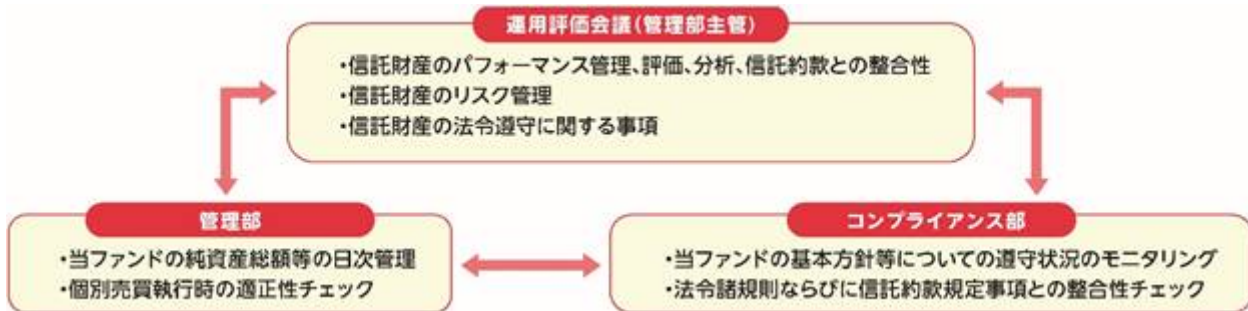 運用評価会議(管理部主管)
・信託財産のパフォーマンス管理、評価、分析、信託約款との整合性
・信託財産のリスク管理
・信託財産の法令遵守に関する事項
管理部
・当ファンドの純資産総額等の日次管理
・個別売買執行時の適正性チェック
コンプライアンス部
・当ファンドの基本方針等についての遵守状況のモニタリング
・法令諸規則ならびに信託約款規定事項との整合性チェック